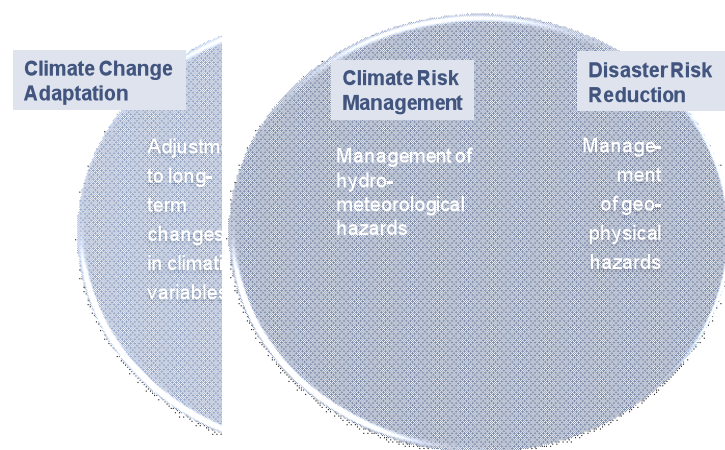 Climate Change
Adaptation
Adjustm
to long-
term
changes
in climati
variables
Climate Risk
Management
Management of
hydro-
meteorological
hazards
Disaster Risk
Reduction
Manage-
ment
of geo-
physical
hazards